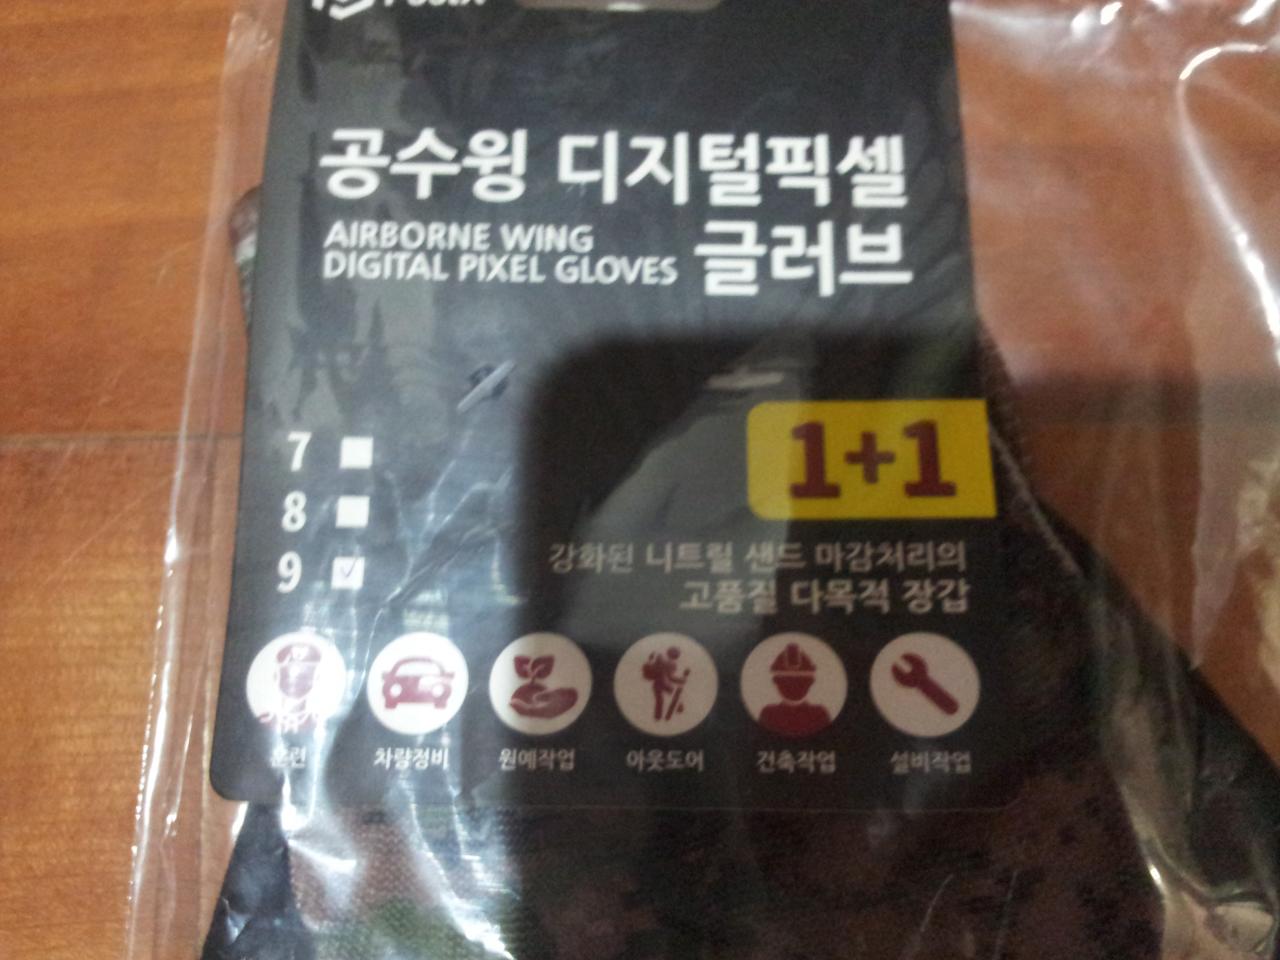 공수윙 디지털픽셀
AIRBORNE WING
DIGITAL PIXEL GLOVES 글러브
7
8
9
1+1
강화된 니트릴 샌드 마감처리의
고품질 다목적 장갑
훈련
차량정비
원예작업
아웃도어
건축작업
설비작업